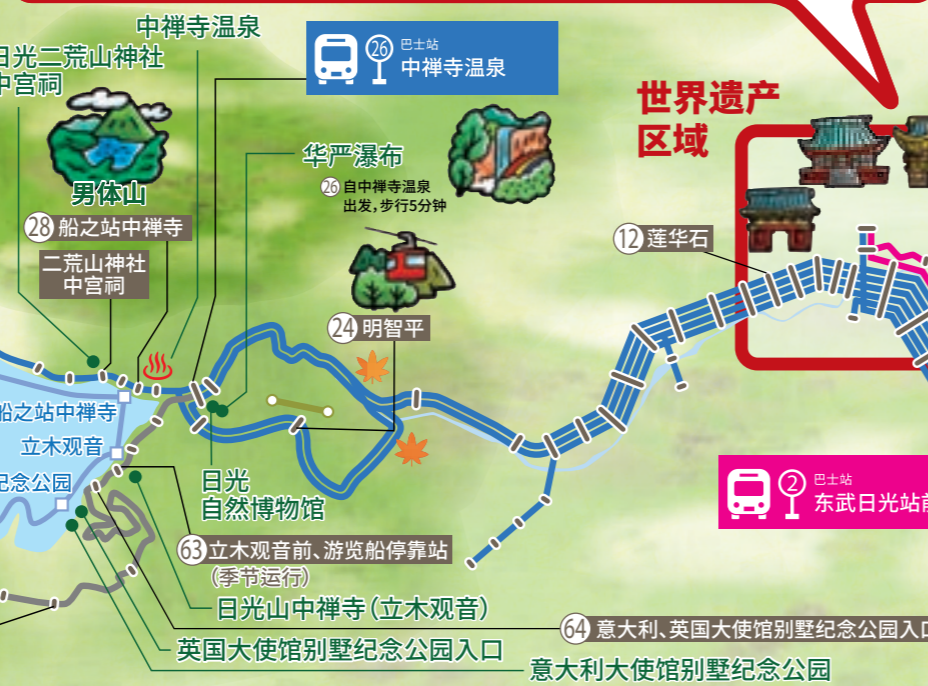 中禅寺温泉
日光二荒山神社
中宫祠
26 巴士站
中禅寺温泉
世界遗产
区域
华严瀑布
26 自中禅寺温泉
出发，步行5分钟
男体山
28 船之站中禅寺
二荒山神社
中宫祠
12 莲华石
24 明智平
船之站中禅寺
立木观音
纪念公园
日光
自然博物馆
2 巴士站
东武日光站前
63 立木观音前、游览船停靠站
（季节运行）
日光山中禅寺（立木观音）
64 意大利、英国大使馆别墅纪念公园入口
英国大使馆别墅纪念公园入口
意大利大使馆别墅纪念公园